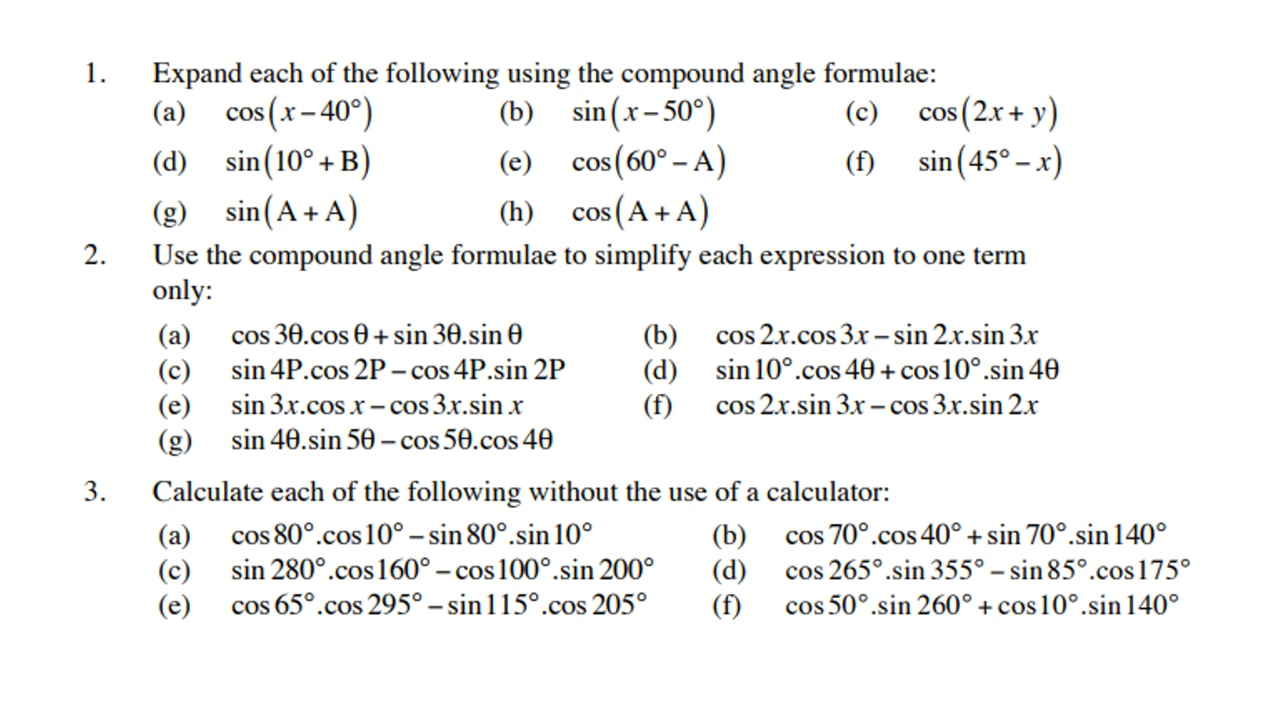 1. Expand each of the following using the compound angle formulae:
(a) cos(x – 40°) (b) sin(x – 50°) (c) cos(2x + y)
(d) sin(10° + B) (e) cos(60° – A) (f) sin(45° – x)
(g) sin(A + A) (h) cos(A + A)
2. Use the compound angle formulae to simplify each expression to one term
only:
(a) cos 3θ.cos θ + sin 3θ.sin θ (b) cos 2x.cos 3x – sin 2x.sin 3x
(c) sin 4P.cos 2P – cos 4P.sin 2P (d) sin 10°.cos 4θ + cos 10°.sin 4θ
(e) sin 3x.cos x – cos 3x.sin x (f) cos 2x.sin 3x – cos 3x.sin 2x
(g) sin 4θ.sin 5θ – cos 5θ.cos 4θ
3. Calculate each of the following without the use of a calculator:
(a) cos 80°.cos 10° – sin 80°.sin 10° (b) cos 70°.cos 40° + sin 70°.sin 140°
(c) sin 280°.cos 160° – cos 100°.sin 200° (d) cos 265°.sin 355° – sin 85°.cos 175°
(e) cos 65°.cos 295° – sin 115°.cos 205° (f) cos 50°.sin 260° + cos 10°.sin 140°